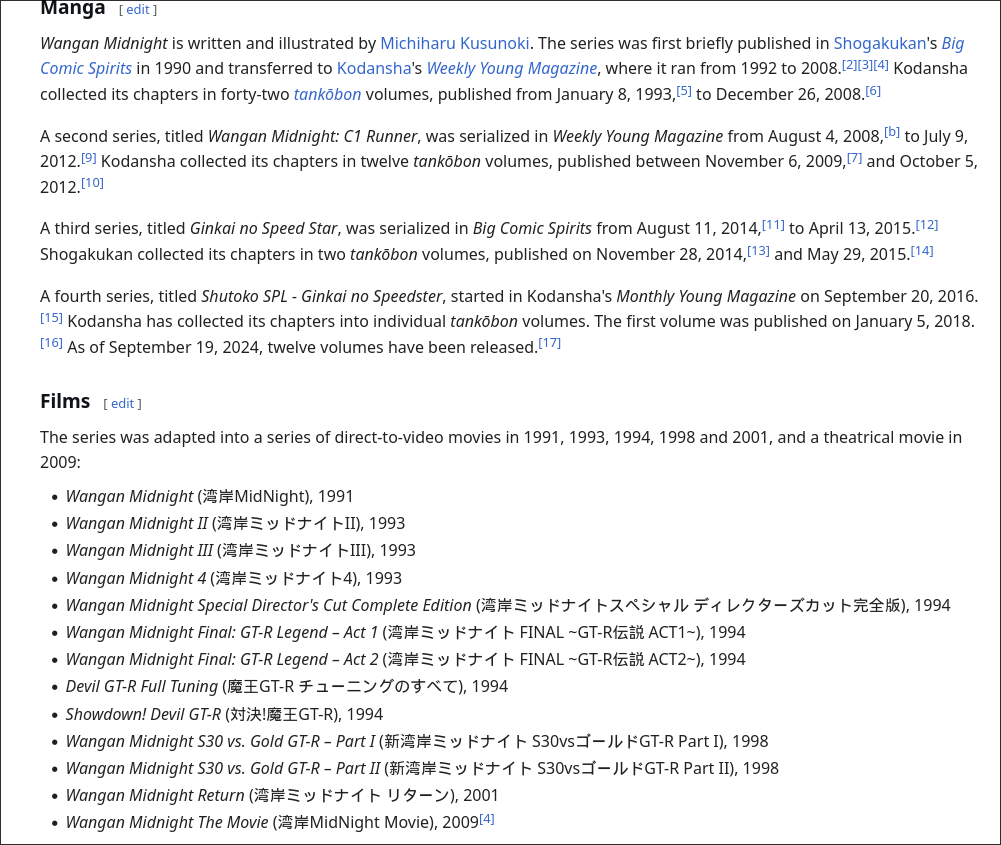 Manga [ edit ]
Wangan Midnight is written and illustrated by Michiharu Kusunoki. The series was first briefly published in Shogakukan's Big
Comic Spirits in 1990 and transferred to Kodansha's Weekly Young Magazine, where it ran from 1992 to 2008.[2][3][4] Kodansha
collected its chapters in forty-two tankōbon volumes, published from January 8, 1993,[5] to December 26, 2008.[6]
A second series, titled Wangan Midnight: C1 Runner, was serialized in Weekly Young Magazine from August 4, 2008,[b] to July 9,
2012.[9] Kodansha collected its chapters in twelve tankōbon volumes, published between November 6, 2009,[7] and October 5,
2012.[10]
A third series, titled Ginkai no Speed Star, was serialized in Big Comic Spirits from August 11, 2014,[11] to April 13, 2015.[12]
Shogakukan collected its chapters in two tankōbon volumes, published on November 28, 2014,[13] and May 29, 2015.[14]
A fourth series, titled Shutoko SPL - Ginkai no Speedster, started in Kodansha's Monthly Young Magazine on September 20, 2016.
[15] Kodansha has collected its chapters into individual tankōbon volumes. The first volume was published on January 5, 2018.
[16] As of September 19, 2024, twelve volumes have been released.[17]
Films [ edit ]
The series was adapted into a series of direct-to-video movies in 1991, 1993, 1994, 1998 and 2001, and a theatrical movie in
2009:
• Wangan Midnight (湾岸MidNight), 1991
• Wangan Midnight II (湾岸ミッドナイトII), 1993
• Wangan Midnight III (湾岸ミッドナイトIII), 1993
• Wangan Midnight 4 (湾岸ミッドナイト4), 1993
• Wangan Midnight Special Director's Cut Complete Edition (湾岸ミッドナイトスペシャル ディレクターズカット完全版), 1994
• Wangan Midnight Final: GT-R Legend – Act 1 (湾岸ミッドナイト FINAL ~GT-R伝説 ACT1~), 1994
• Wangan Midnight Final: GT-R Legend – Act 2 (湾岸ミッドナイト FINAL ~GT-R伝説 ACT2~), 1994
• Devil GT-R Full Tuning (魔王GT-R チューニングのすべて), 1994
• Showdown! Devil GT-R (対決!魔王GT-R), 1994
• Wangan Midnight S30 vs. Gold GT-R – Part I (新湾岸ミッドナイト S30vsゴールドGT-R Part I), 1998
• Wangan Midnight S30 vs. Gold GT-R – Part II (新湾岸ミッドナイト S30vsゴールドGT-R Part II), 1998
• Wangan Midnight Return (湾岸ミッドナイト リターン), 2001
• Wangan Midnight The Movie (湾岸MidNight Movie), 2009[4]